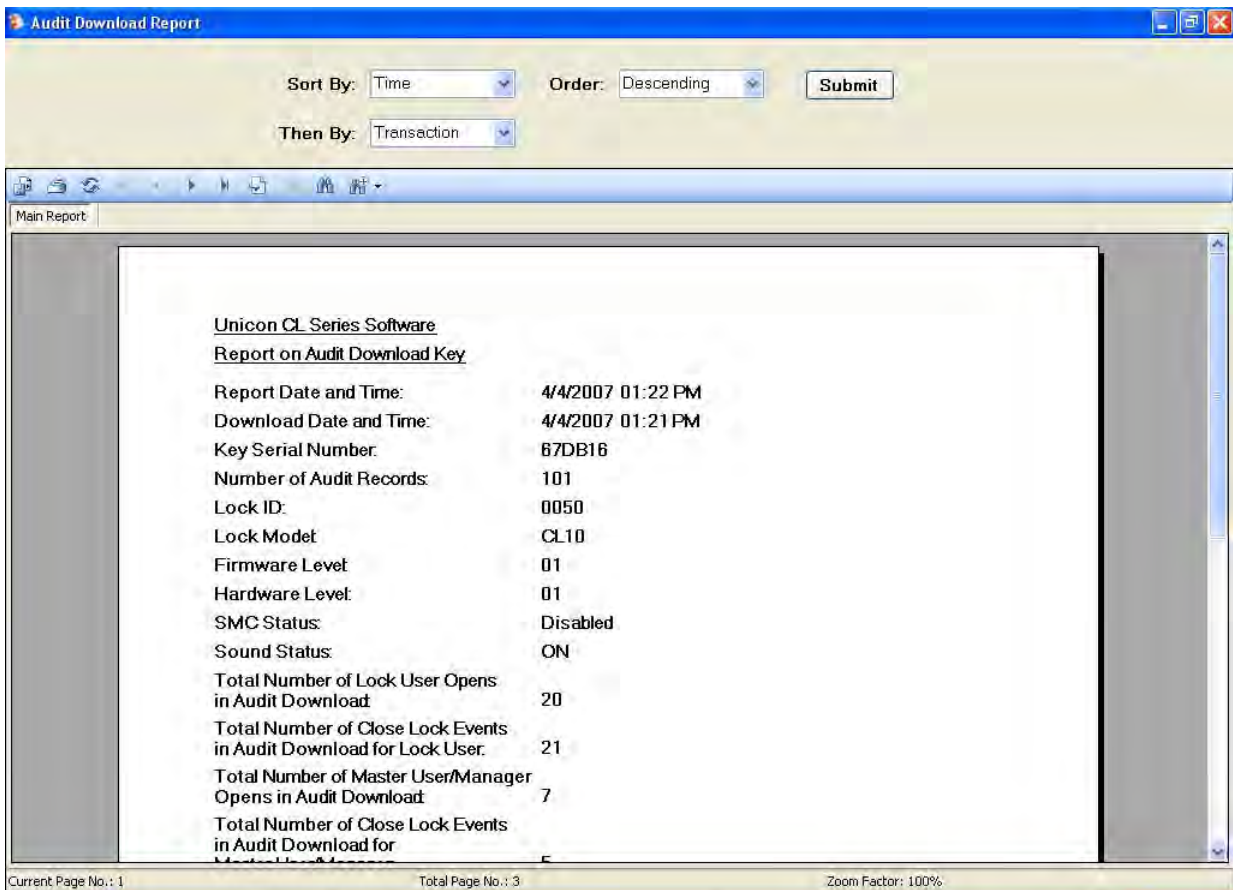 Audit Download Report
Sort By: Time Order: Descending Submit
Then By: Transaction
Main Report
Unicon CL Series Software
Report on Audit Download Key
Report Date and Time: 4/4/2007 01:22 PM
Download Date and Time: 4/4/2007 01:21 PM
Key Serial Number: 67DB16
Number of Audit Records: 101
Lock ID: 0050
Lock Model: CL10
Firmware Level: 01
Hardware Level: 01
SMC Status: Disabled
Sound Status: ON
Total Number of Lock User Opens
in Audit Download: 20
Total Number of Close Lock Events
in Audit Download for Lock User: 21
Total Number of Master User/Manager
Opens in Audit Download: 7
Total Number of Close Lock Events
in Audit Download for
Master User/Manager 5
Current Page No.: 1 Total Page No.: 3 Zoom Factor: 100%